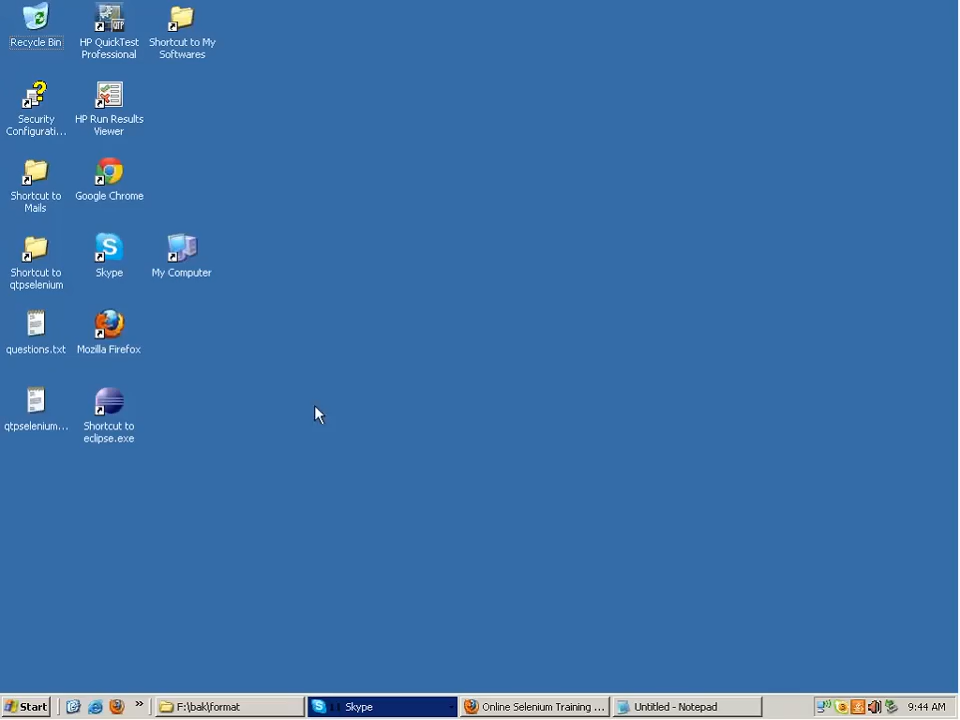 Recycle Bin
HP QuickTest
Professional
Shortcut to My
Softwares
Security
Configurati...
HP Run Results
Viewer
Shortcut to
Mails
Google Chrome
Shortcut to
qtpselenium
Skype
My Computer
questions.txt
Mozilla Firefox
qtpselenium...
Shortcut to
eclipse.exe
Start
F:\bak\format
Skype
Online Selenium Training ...
Untitled - Notepad
9:44 AM